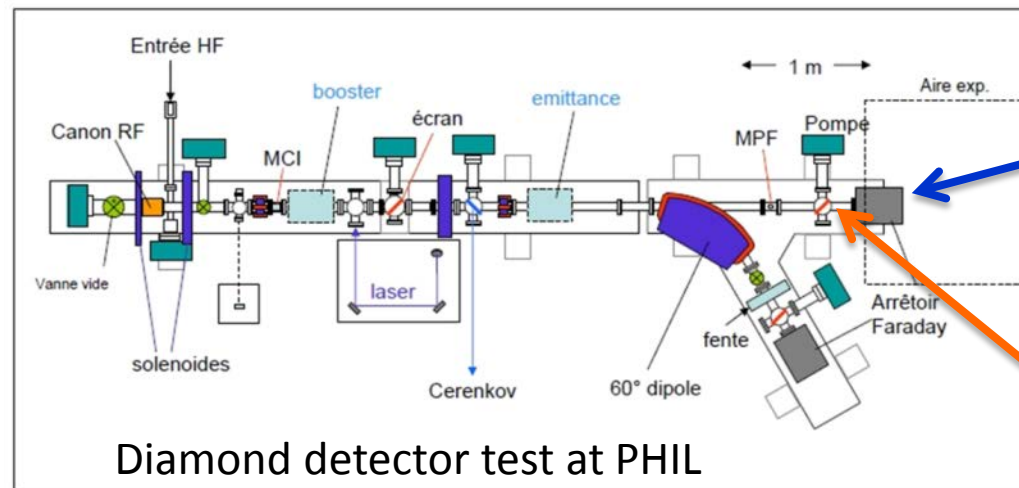 Entrée HF
1 m
Aire exp.
booster
écran
emittance
Canon RF
MCI
MPF
Pompe
Vanne vide
laser
solenoides
fente
Arrêtoir
Faraday
Cerenkov
60° dipole
Diamond detector test at PHIL